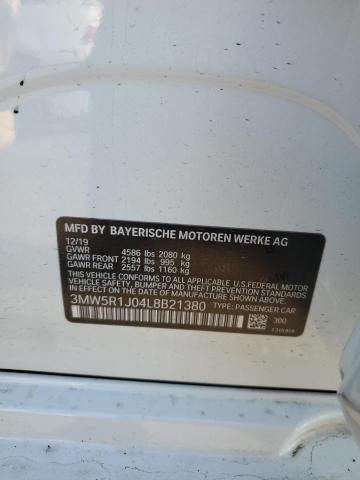 MFD BY BAYERISCHE MOTOREN WERKE AG
12/19
GVWR 4586 lbs 2080 kg
GAWR FRONT 2194 lbs 995 kg
GAWR REAR 2557 lbs 1160 kg
THIS VEHICLE CONFORMS TO ALL APPLICABLE U.S.FEDERAL MOTOR
VEHICLE SAFETY, BUMPER AND THEFT PREVENTION STANDARDS
IN EFFECT ON THE DATE OF MANUFACTURE SHOWN ABOVE.
3MW5R1J04L8B21380 TYPE: PASSENGER CAR
300